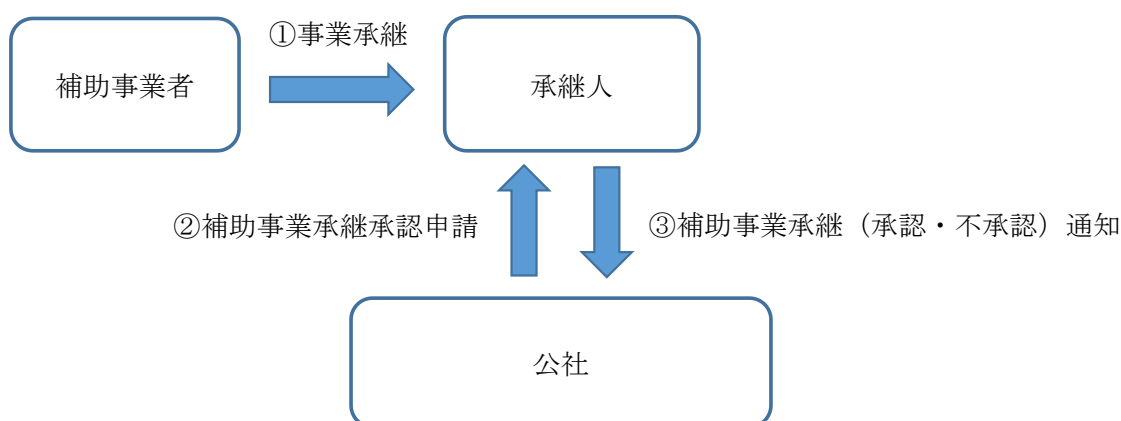 ①事業承継
補助事業者
承継人
②補助事業承継承認申請
③補助事業承継（承認・不承認）通知
公社